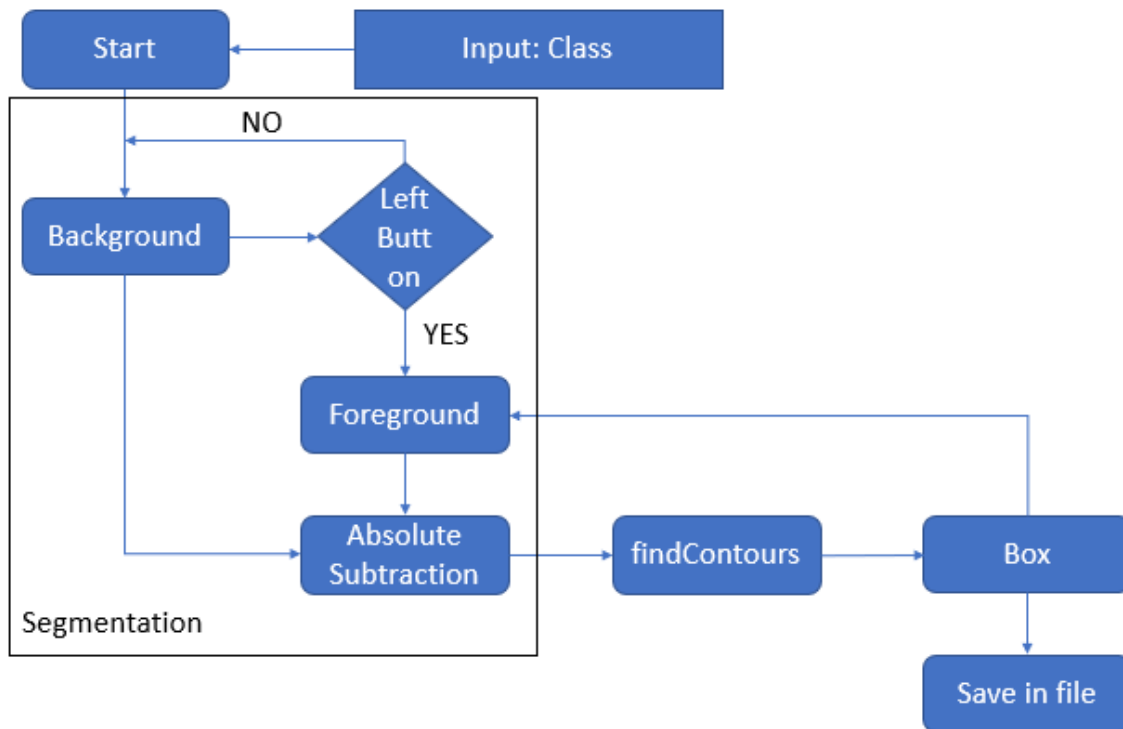 Start
Input: Class
NO
Left
Butt
on
Background
YES
Foreground
Absolute
Subtraction
findContours
Box
Segmentation
Save in file